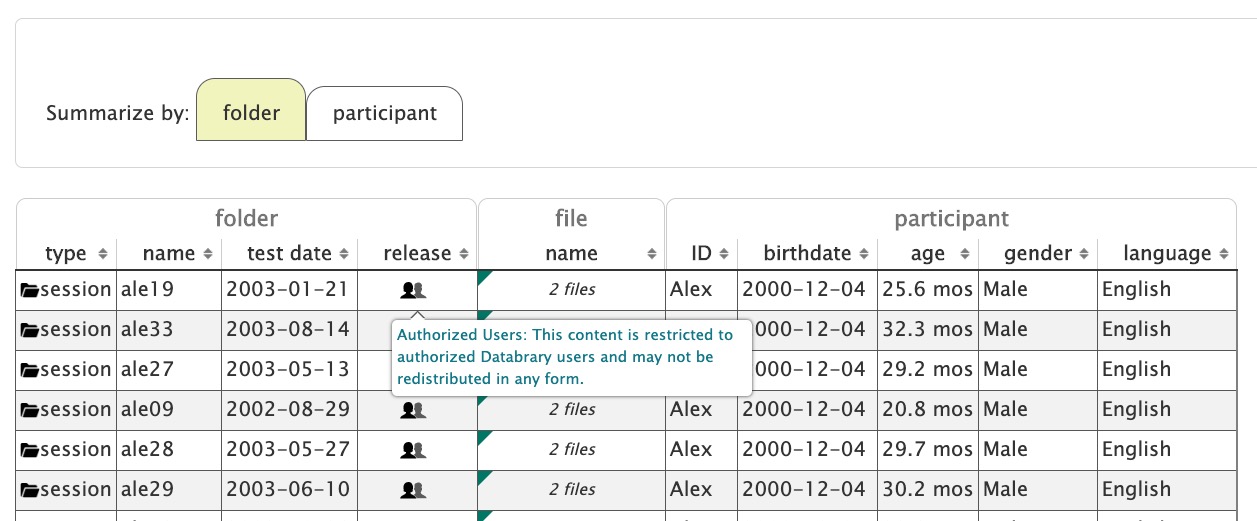 Summarize by: folder participant
folder file participant
type name test date release name ID birthdate age gender language
session ale19 2003-01-21 2 files Alex 2000-12-04 25.6 mos Male English
session ale33 2003-08-14 000-12-04 32.3 mos Male English
Authorized Users: This content is restricted to
authorized Databrary users and may not be
redistributed in any form.
session ale27 2003-05-13 000-12-04 29.2 mos Male English
session ale09 2002-08-29 2 files Alex 2000-12-04 20.8 mos Male English
session ale28 2003-05-27 2 files Alex 2000-12-04 29.7 mos Male English
session ale29 2003-06-10 2 files Alex 2000-12-04 30.2 mos Male English